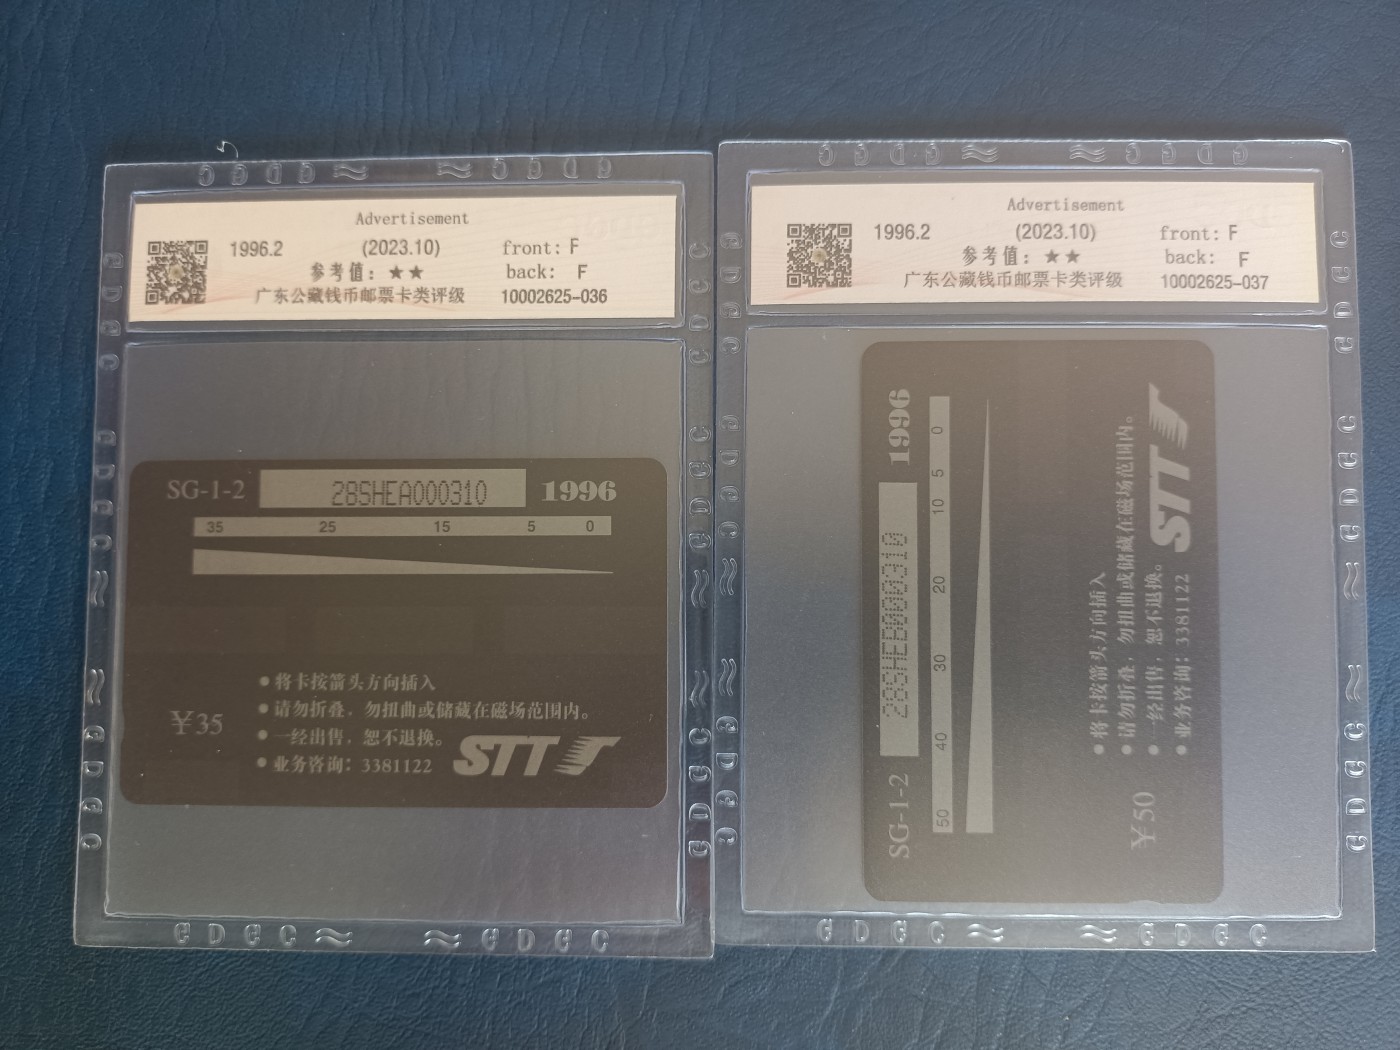 Advertisement
1996.2 (2023.10) front: F
参考值：★★ back: F
广东公藏钱币邮票卡类评级 10002625-036
SG-1-2 28SHEA000310 1996
35 25 15 5 0
●将卡按箭头方向插入
●请勿折叠，勿扭曲或储藏在磁场范围内。
●一经出售，恕不退换。
●业务咨询：3381122
￥35
STT
GDGC GDGC
Advertisement
1996.2 (2023.10) front: F
参考值：★★ back: F
广东公藏钱币邮票卡类评级 10002625-037
SG-1-2 28SHEB000310 1996
50 40 30 20 10 5 0
●将卡按箭头方向插入
●请勿折叠，勿扭曲或储藏在磁场范围内。
●一经出售，恕不退换。
●业务咨询：3381122
￥50
STT
GDGC GDGC